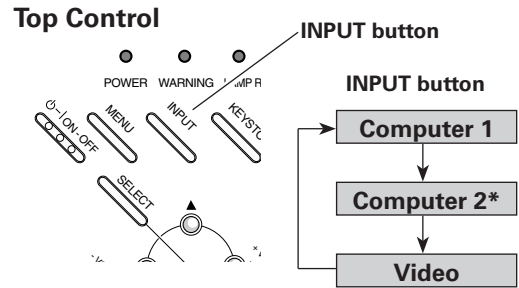 Top Control
INPUT button
POWER WARNING
INPUT button
ON-OFF
MENU
INPUT
SELECT
Computer 1
Computer 2*
Video